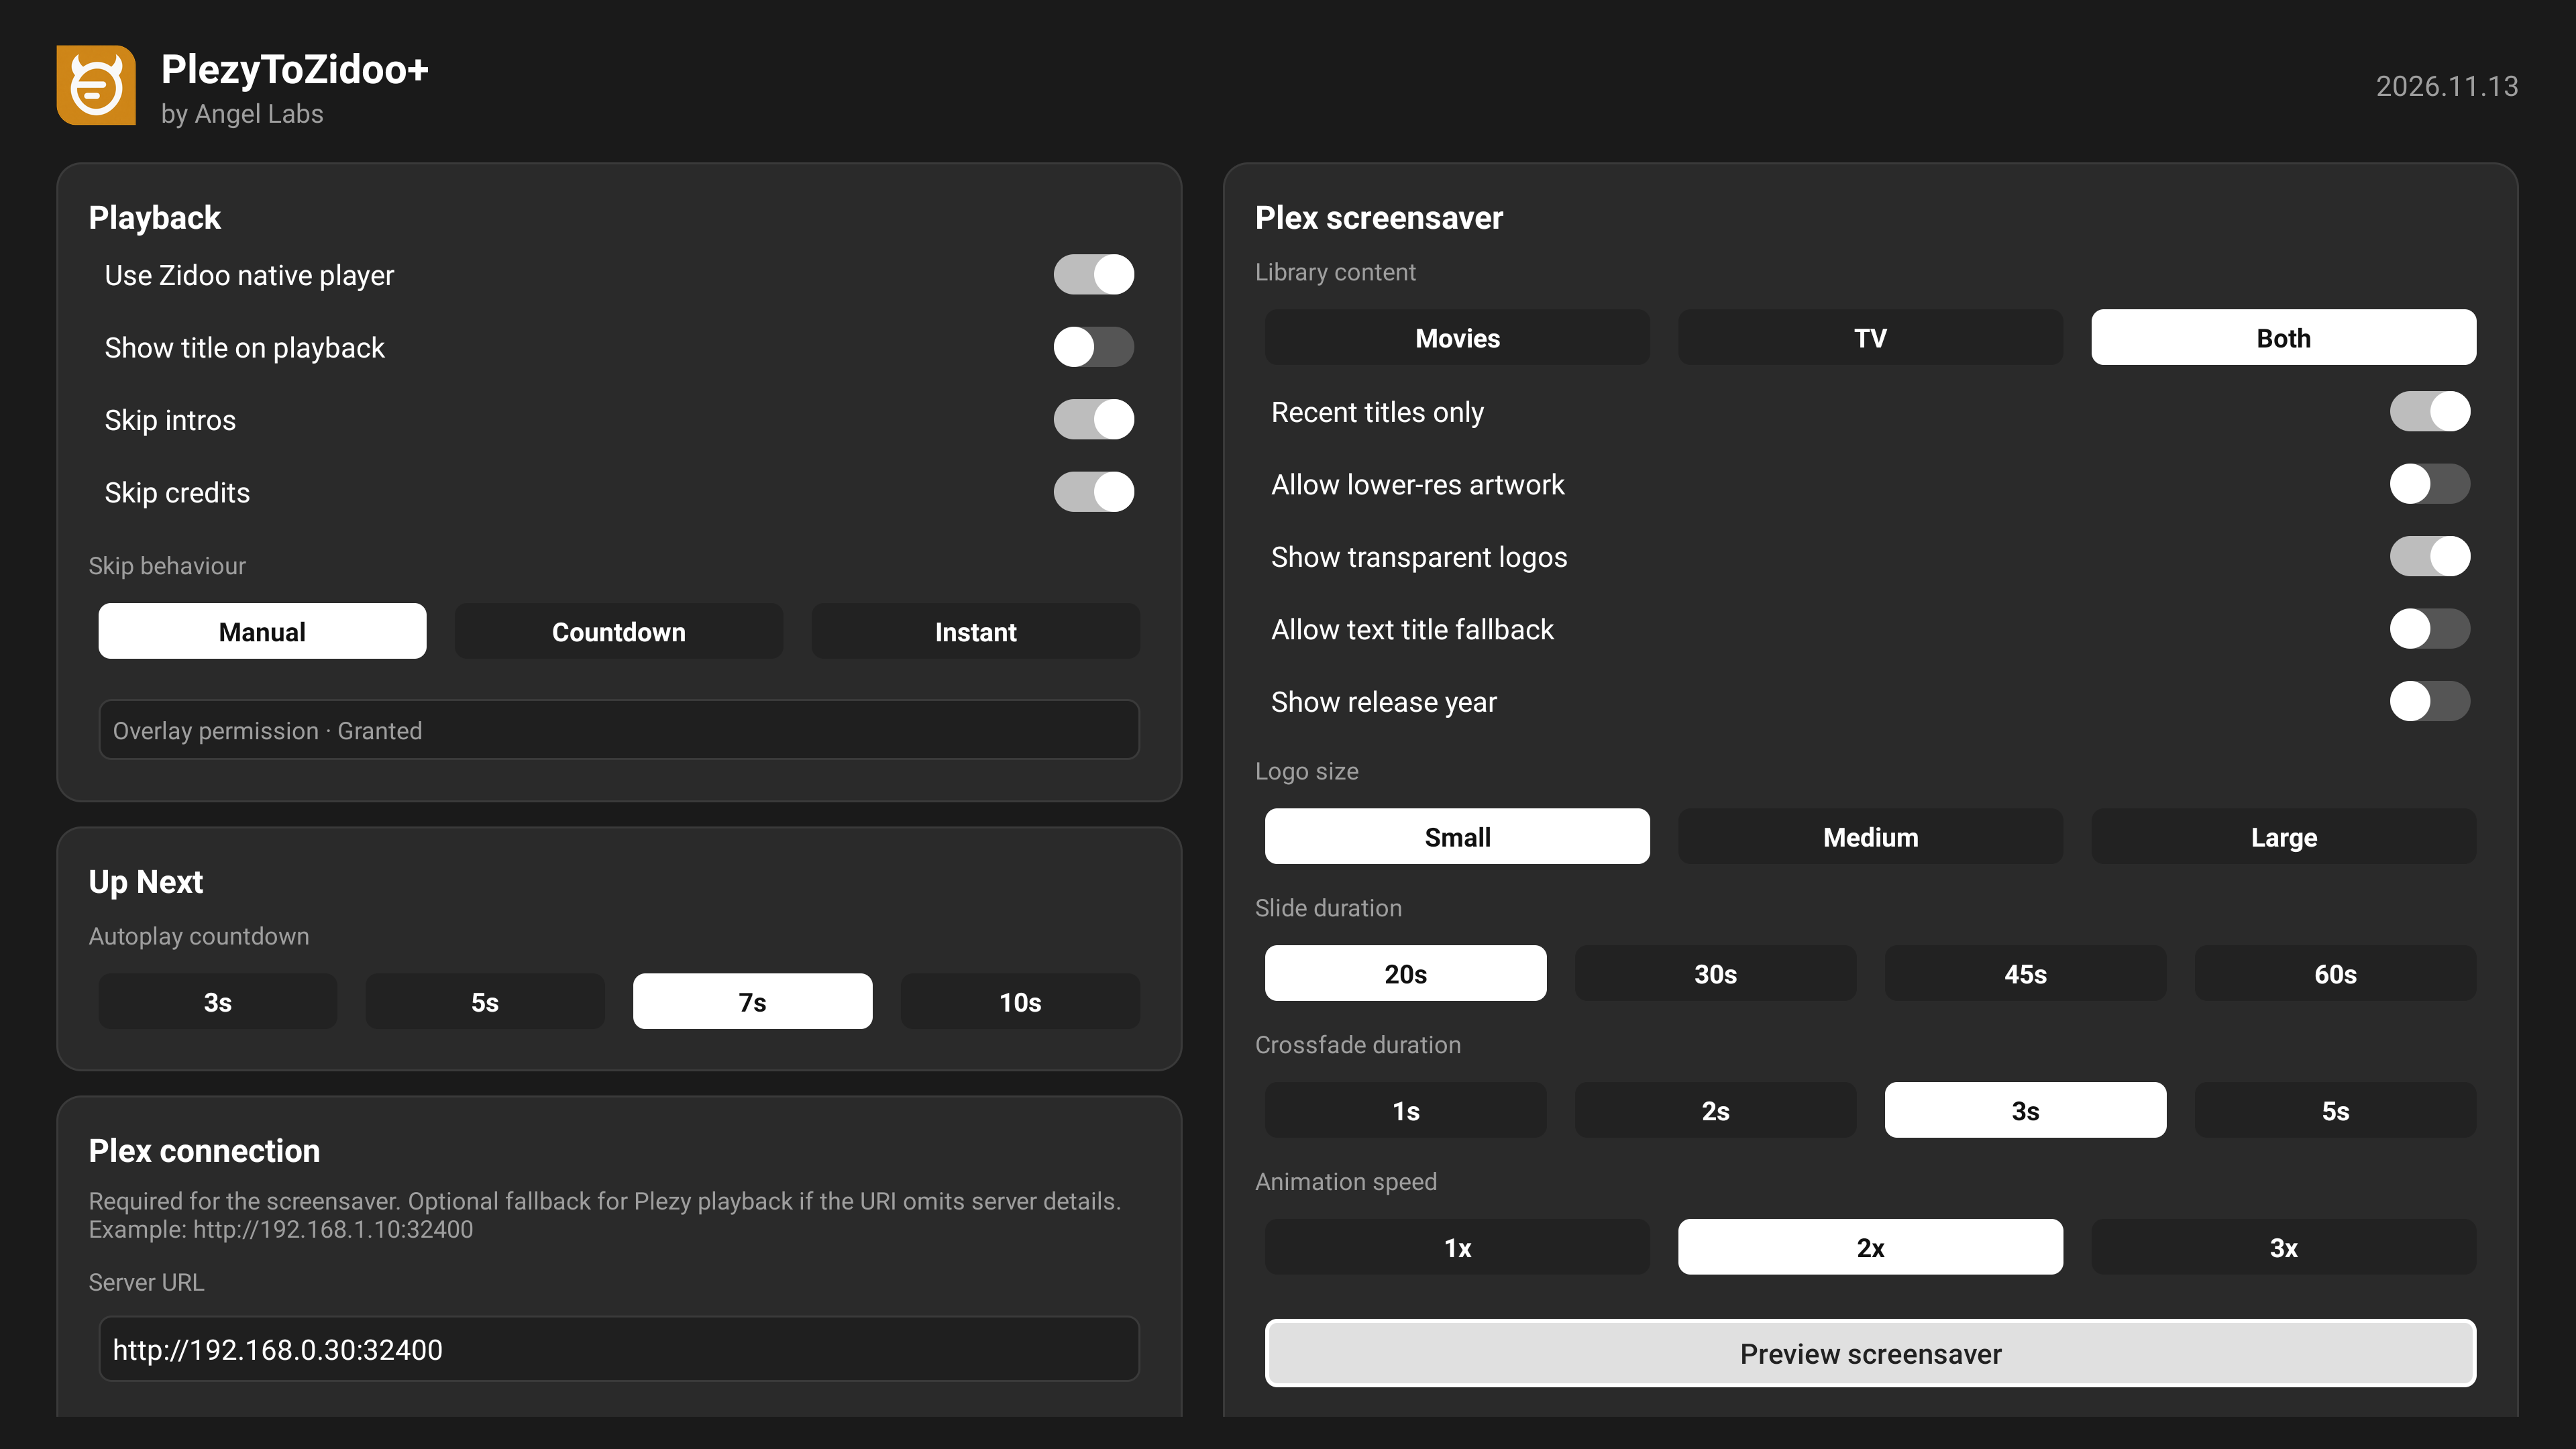 PlezyToZidoo+
by Angel Labs
2026.11.13
Playback
Use Zidoo native player
Show title on playback
Skip intros
Skip credits
Skip behaviour
Manual
Countdown
Instant
Overlay permission · Granted
Up Next
Autoplay countdown
3s
5s
7s
10s
Plex connection
Required for the screensaver. Optional fallback for Plezy playback if the URI omits server details.
Example: http://192.168.1.10:32400
Server URL
http://192.168.0.30:32400
Plex screensaver
Library content
Movies
TV
Both
Recent titles only
Allow lower-res artwork
Show transparent logos
Allow text title fallback
Show release year
Logo size
Small
Medium
Large
Slide duration
20s
30s
45s
60s
Crossfade duration
1s
2s
3s
5s
Animation speed
1x
2x
3x
Preview screensaver